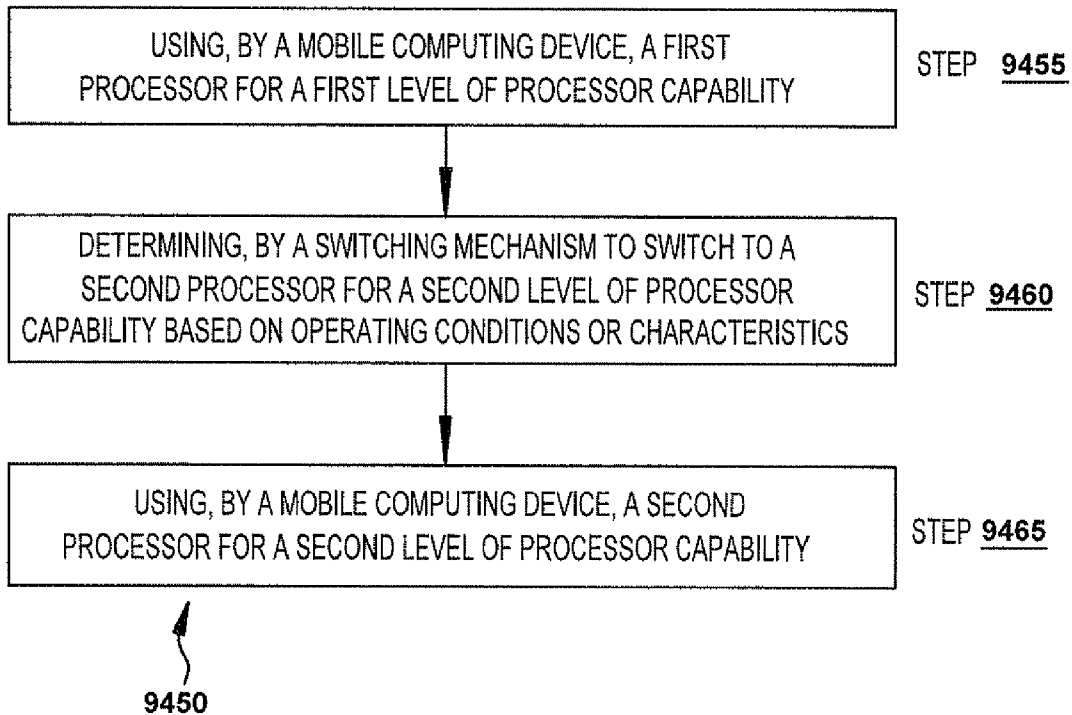 USING, BY A MOBILE COMPUTING DEVICE, A FIRST
PROCESSOR FOR A FIRST LEVEL OF PROCESSOR CAPABILITY
STEP 9455
DETERMINING, BY A SWITCHING MECHANISM TO SWITCH TO A
SECOND PROCESSOR FOR A SECOND LEVEL OF PROCESSOR
CAPABILITY BASED ON OPERATING CONDITIONS OR CHARACTERISTICS
STEP 9460
USING, BY A MOBILE COMPUTING DEVICE, A SECOND
PROCESSOR FOR A SECOND LEVEL OF PROCESSOR CAPABILITY
STEP 9465
9450